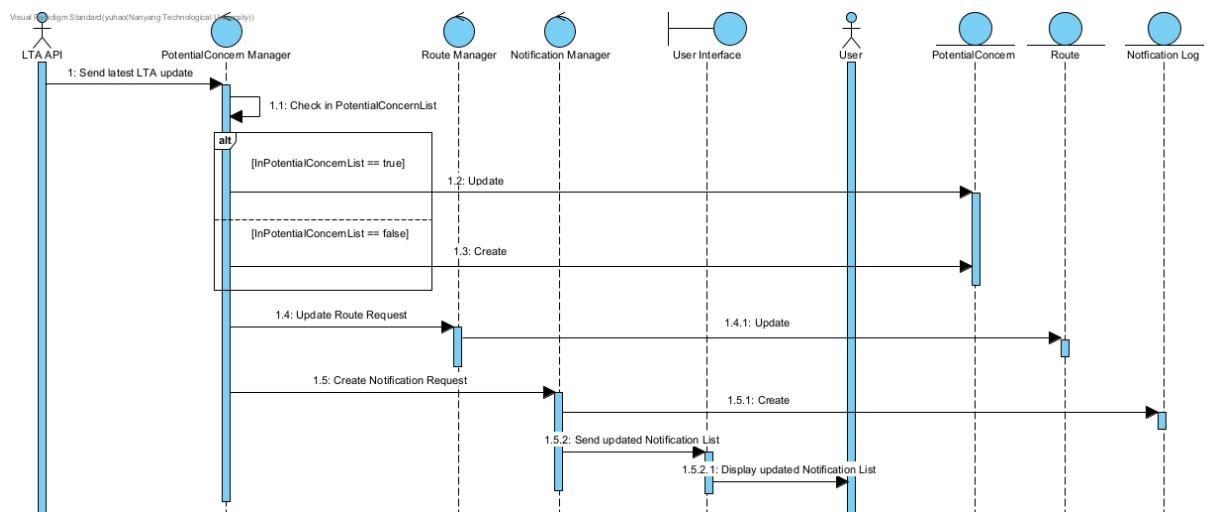 Visual Paradigm Standard(yuhao(Nanyang Technological University))
LTA API
PotentialConcern Manager
Route Manager
Notification Manager
User Interface
User
PotentialConcern
Route
Notfication Log
1: Send latest LTA update
1.1: Check in PotentialConcernList
alt
[InPotentialConcernList == true]
1.2: Update
[InPotentialConcernList == false]
1.3: Create
1.4: Update Route Request
1.4.1: Update
1.5: Create Notification Request
1.5.1: Create
1.5.2: Send updated Notification List
1.5.2.1: Display updated Notification List